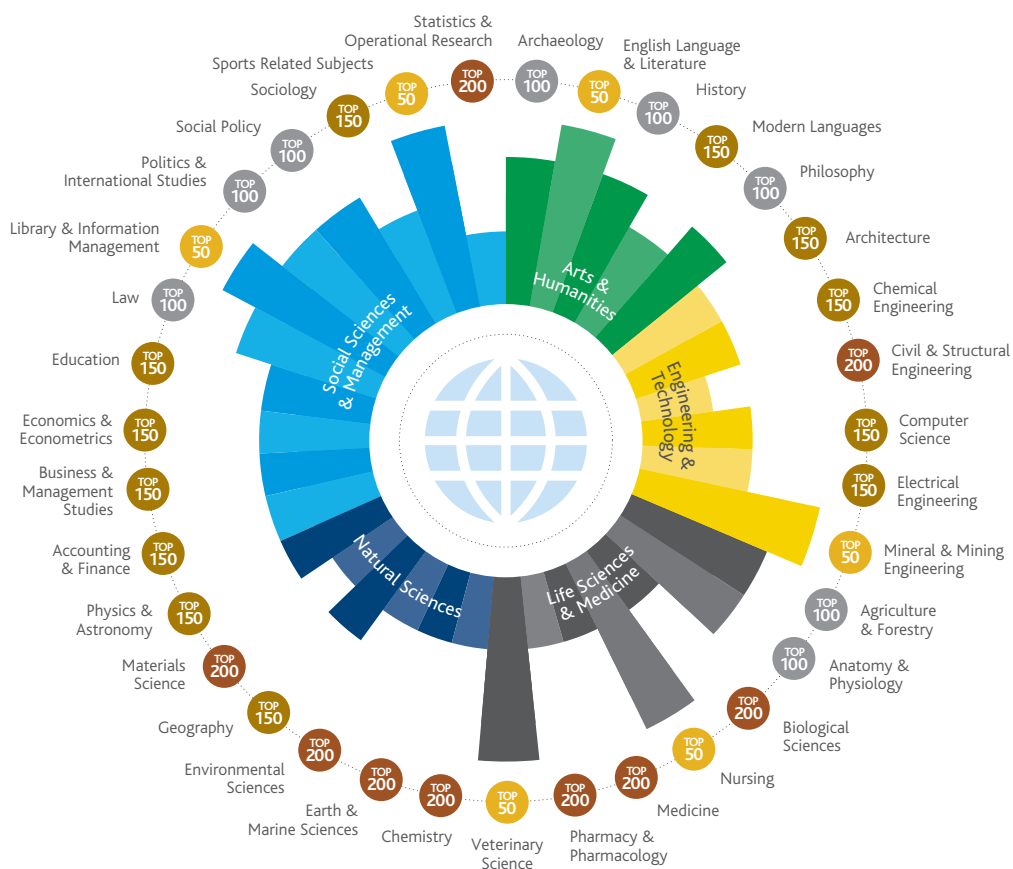 Statistics &
Operational Research
TOP
200
Archaeology
TOP
100
English Language
& Literature
TOP
50
History
TOP
100
Modern Languages
TOP
150
Philosophy
TOP
100
Architecture
TOP
150
Chemical
Engineering
TOP
150
Civil & Structural
Engineering
TOP
200
Computer
Science
TOP
150
Electrical
Engineering
TOP
150
Mineral & Mining
Engineering
TOP
50
Agriculture
& Forestry
TOP
100
Anatomy &
Physiology
TOP
100
Biological
Sciences
TOP
200
Nursing
TOP
50
Medicine
TOP
200
Pharmacy &
Pharmacology
TOP
200
Veterinary
Science
TOP
50
Chemistry
TOP
200
Earth &
Marine Sciences
TOP
200
Environmental
Sciences
TOP
200
Geography
TOP
150
Materials
Science
TOP
200
Physics &
Astronomy
TOP
150
Accounting
& Finance
TOP
150
Business &
Management
Studies
TOP
150
Economics &
Econometrics
TOP
150
Education
TOP
150
Law
TOP
100
Library & Information
Management
TOP
50
Politics &
International Studies
TOP
100
Social Policy
TOP
100
Sociology
TOP
150
Sports Related Subjects
TOP
50
Arts &
Humanities
Engineering &
Technology
Life Sciences
& Medicine
Natural Sciences
Social Sciences
& Management